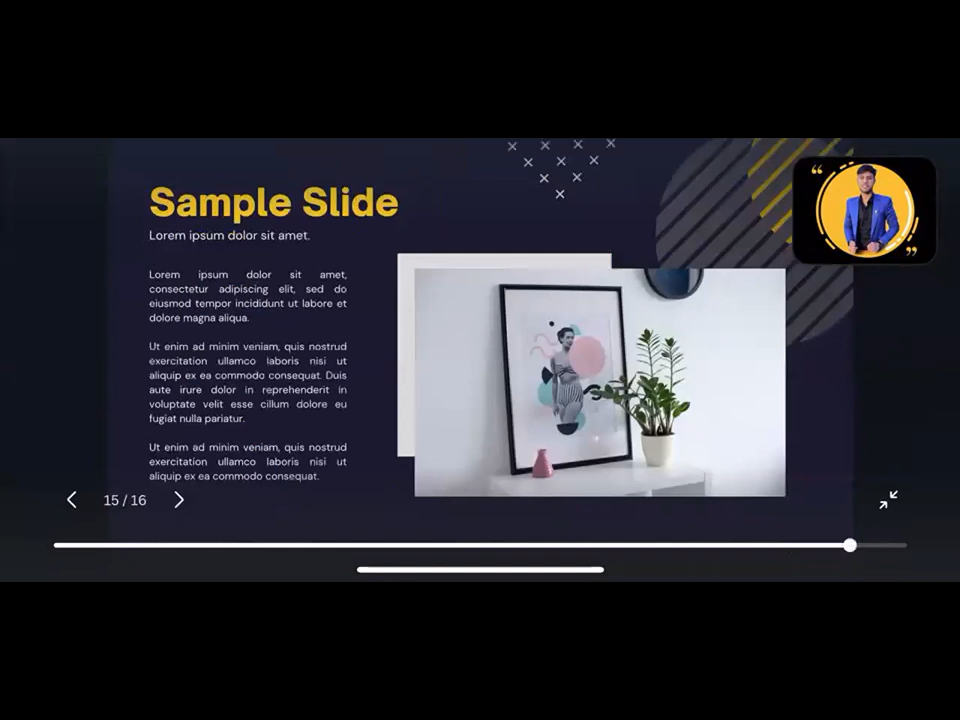 Sample Slide
Lorem ipsum dolor sit amet.
Lorem ipsum dolor sit amet,
consectetur adipiscing elit, sed do
eiusmod tempor incididunt ut labore et
dolore magna aliqua.
Ut enim ad minim veniam, quis nostrud
exercitation ullamco laboris nisi ut
aliquip ex ea commodo consequat. Duis
aute irure dolor in reprehenderit in
voluptate velit esse cillum dolore eu
fugiat nulla pariatur.
Ut enim ad minim veniam, quis nostrud
exercitation ullamco laboris nisi ut
aliquip ex ea commodo consequat.
15 / 16